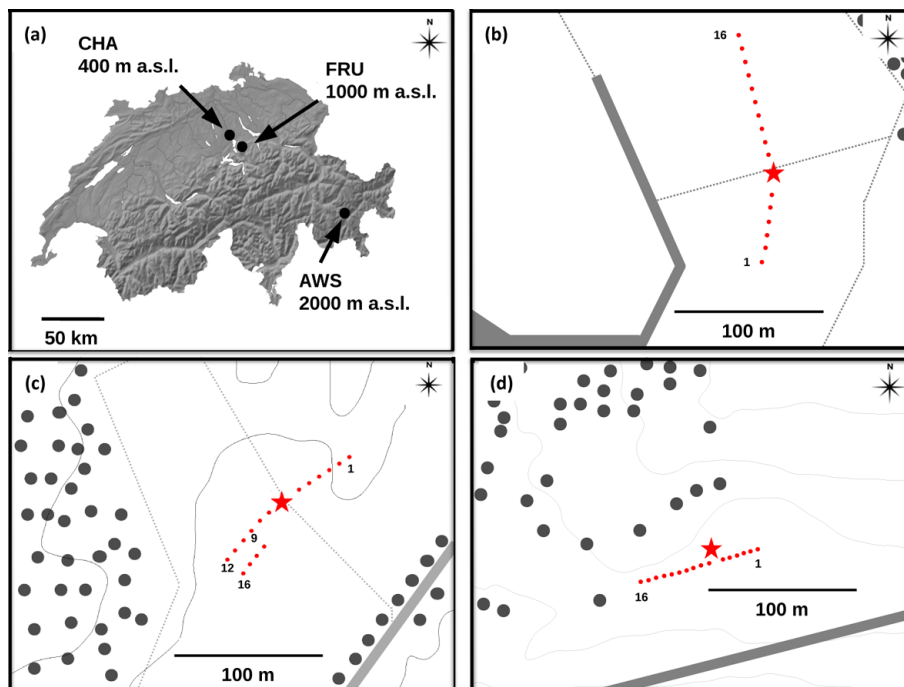 (a)
N
CHA
400 m a.s.l.
FRU
1000 m a.s.l.
AWS
2000 m a.s.l.
50 km
(b)
N
16
1
100 m
(c)
N
1
9
12
16
100 m
(d)
N
1
16
100 m